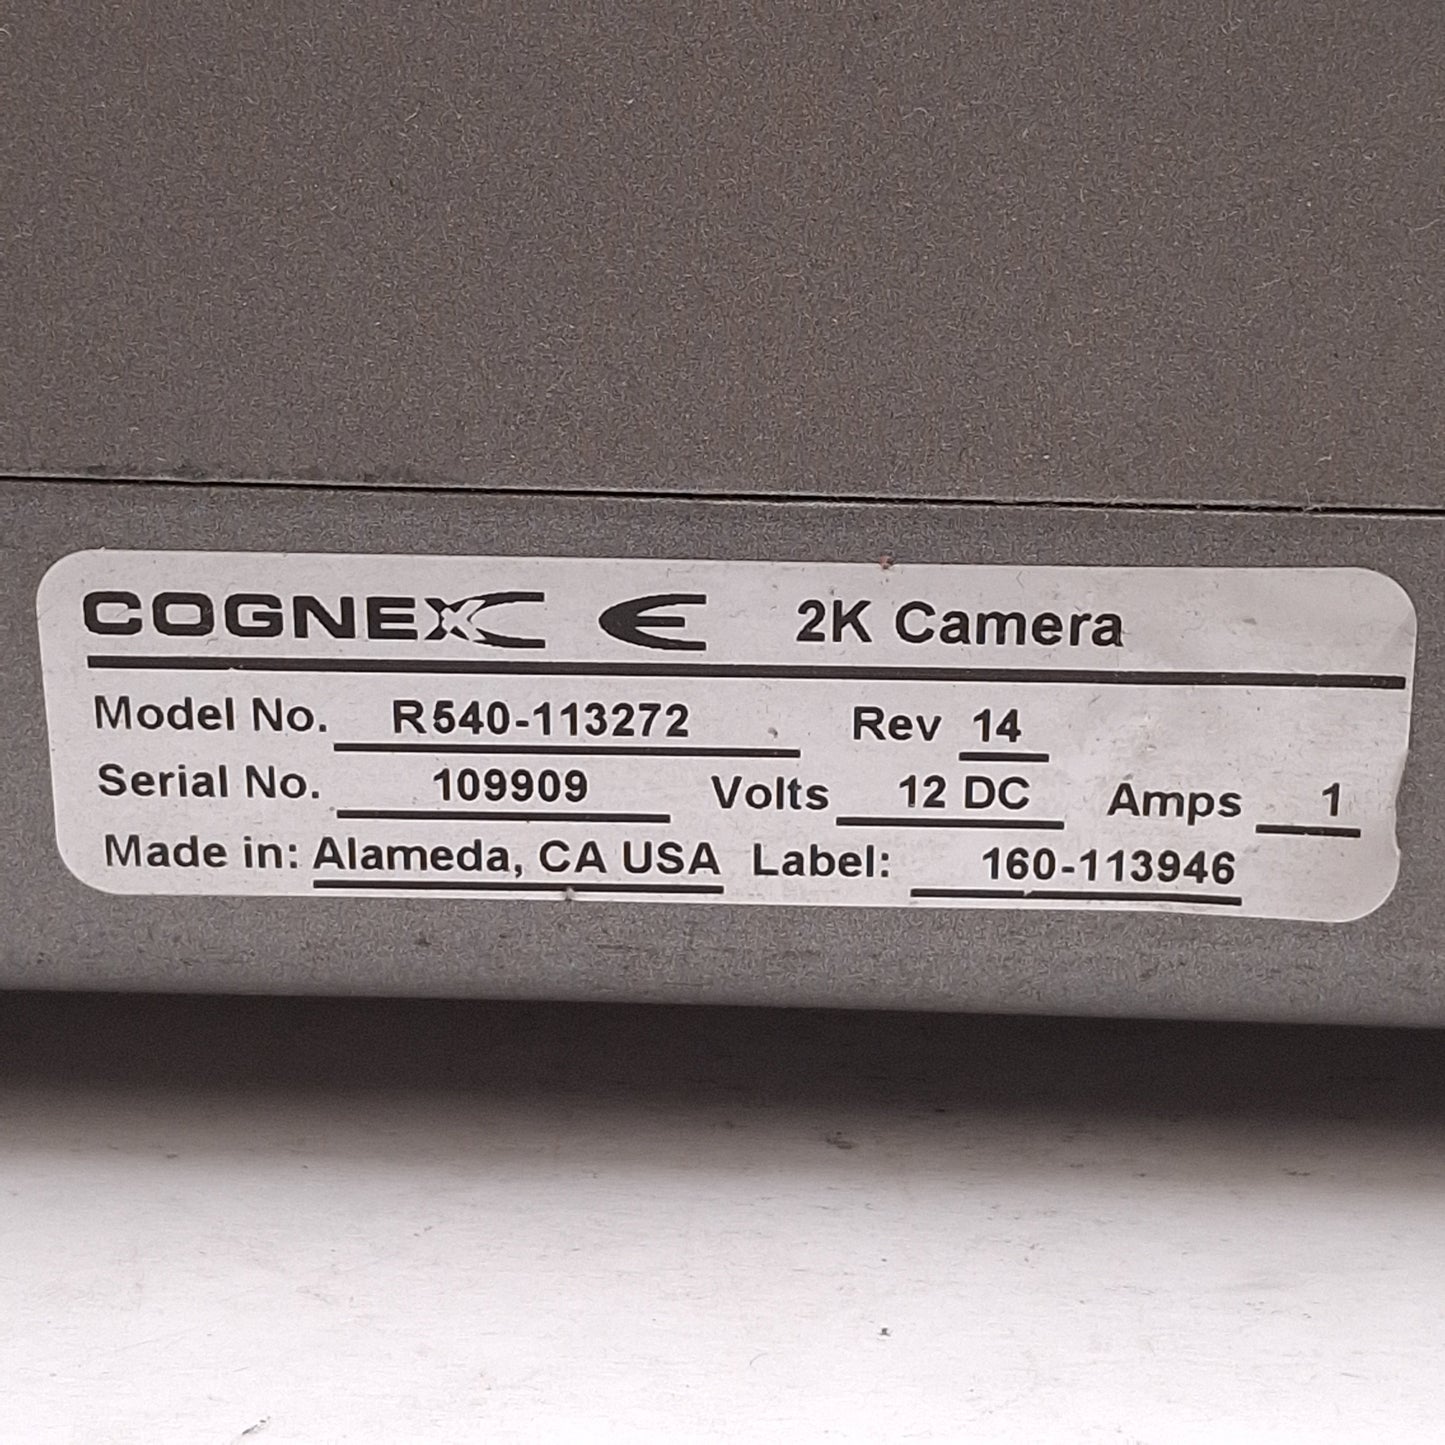 COGNEX CE 2K Camera
Model No. R540-113272 Rev 14
Serial No. 109909 Volts 12 DC Amps 1
Made in: Alameda, CA USA Label: 160-113946